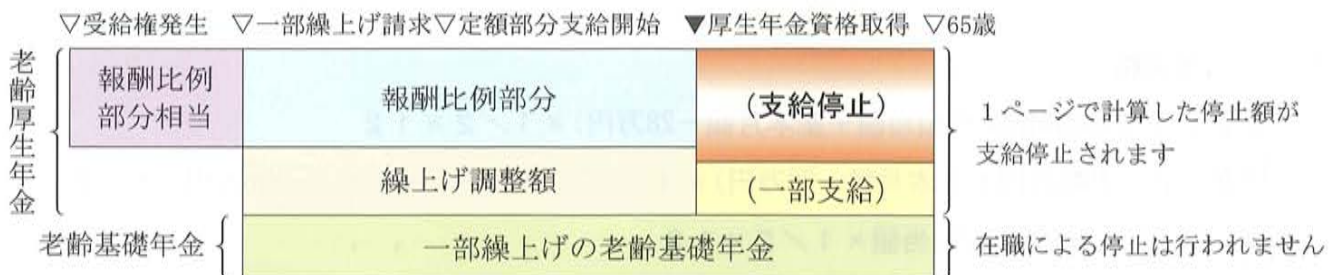 ▽受給権発生 ▽一部繰上げ請求▽定額部分支給開始 ▼厚生年金資格取得 ▽65歳
老齢厚生年金
報酬比例
部分相当
報酬比例部分
(支給停止)
1ページで計算した停止額が
支給停止されます
繰上げ調整額
(一部支給)
老齢基礎年金
一部繰上げの老齢基礎年金
在職による停止は行われません